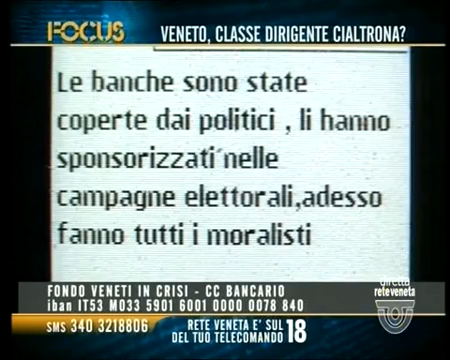 FOCUS
VENETO, CLASSE DIRIGENTE CIALTRONA?
Le banche sono state
coperte dai politici , li hanno
sponsorizzati nelle
campagne elettorali,adesso
fanno tutti i moralisti
FONDO VENETI IN CRISI - CC BANCARIO
iban IT53 M033 5901 6001 0000 0078 840
diretta
reteveneta
SMS 340 3218806
RETE VENETA E' SUL
DEL TUO TELECOMANDO 18